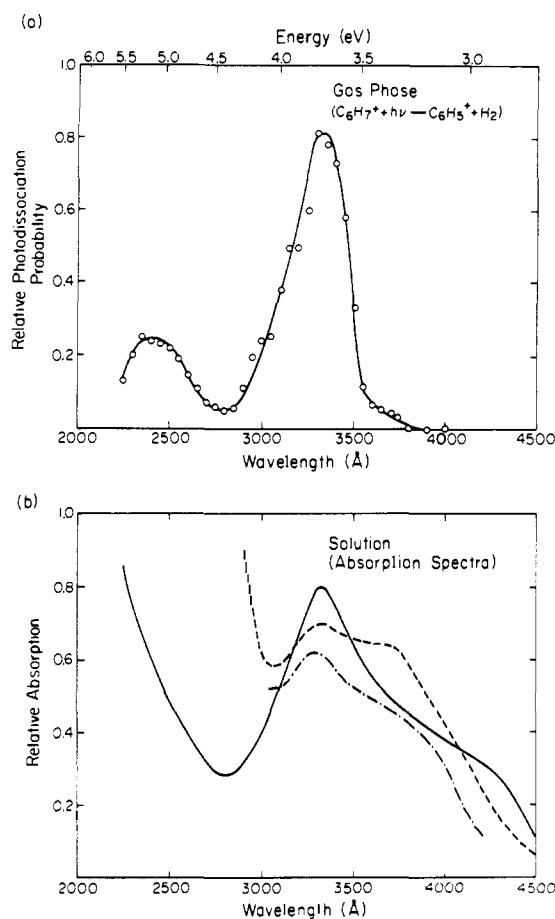 (a)
Energy (eV)
6.0 5.5 5.0 4.5 4.0 3.5 3.0
1.0
Gas Phase
(C6H7+ + hν — C6H5+ + H2)
0.8
0.6
0.4
0.2
Relative Photodissociation
Probability
2000 2500 3000 3500 4000 4500
Wavelength (Å)
(b)
1.0
Solution
(Absorption Spectra)
0.8
0.6
0.4
0.2
Relative Absorption
2000 2500 3000 3500 4000 4500
Wavelength (Å)